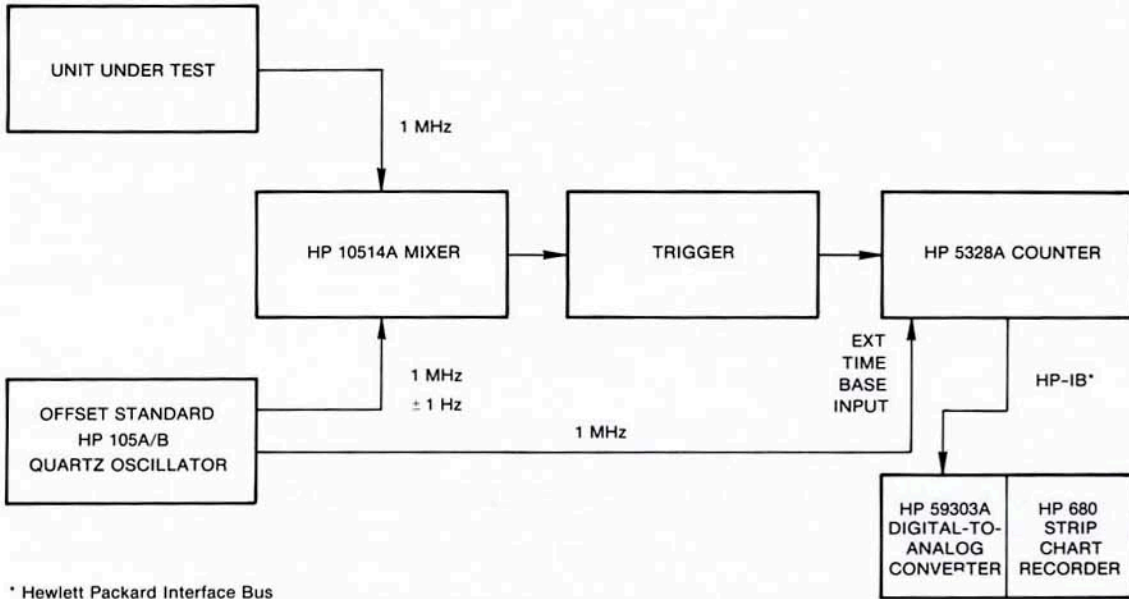 UNIT UNDER TEST
1 MHz
HP 10514A MIXER
TRIGGER
HP 5328A COUNTER
OFFSET STANDARD
HP 105A/B
QUARTZ OSCILLATOR
1 MHz
± 1 Hz
1 MHz
EXT
TIME
BASE
INPUT
HP-IB*
HP 59303A
DIGITAL-TO-
ANALOG
CONVERTER
HP 680
STRIP
CHART
RECORDER
* Hewlett Packard Interface Bus